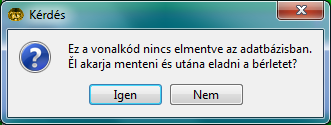 Kérdés
Ez a vonalkód nincs elmentve az adatbázisban.
Él akarja menteni és utána eladni a bérletet?
Igen
Nem